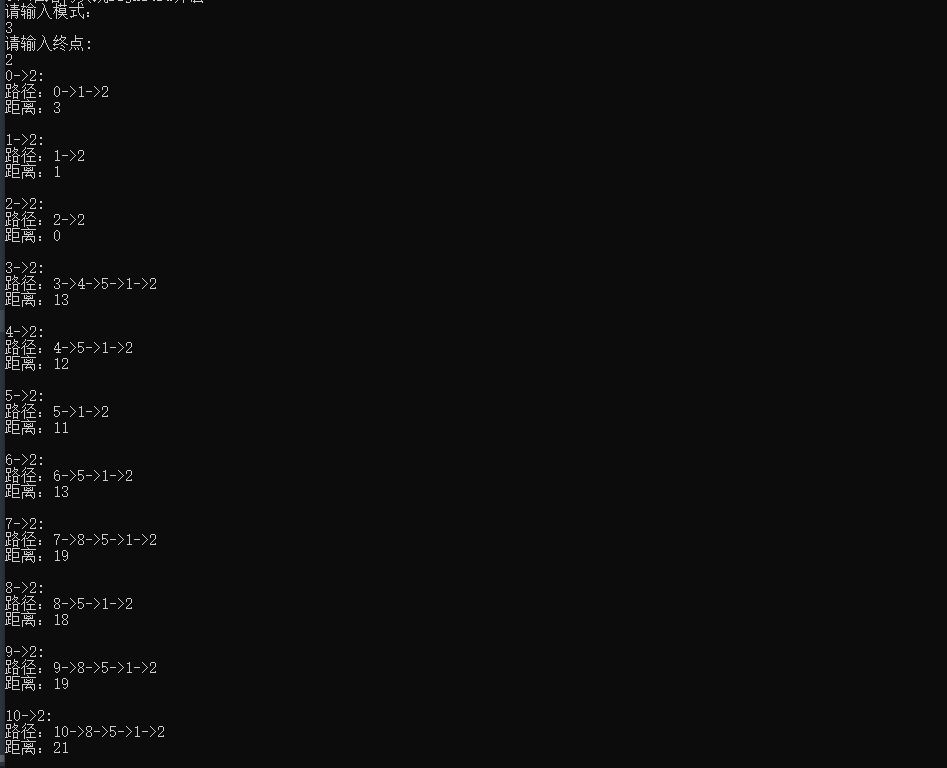 请输入模式:
3
请输入终点:
2
0->2:
路径: 0->1->2
距离: 3
1->2:
路径: 1->2
距离: 1
2->2:
路径: 2->2
距离: 0
3->2:
路径: 3->4->5->1->2
距离: 13
4->2:
路径: 4->5->1->2
距离: 12
5->2:
路径: 5->1->2
距离: 11
6->2:
路径: 6->5->1->2
距离: 13
7->2:
路径: 7->8->5->1->2
距离: 19
8->2:
路径: 8->5->1->2
距离: 18
9->2:
路径: 9->8->5->1->2
距离: 19
10->2:
路径: 10->8->5->1->2
距离: 21